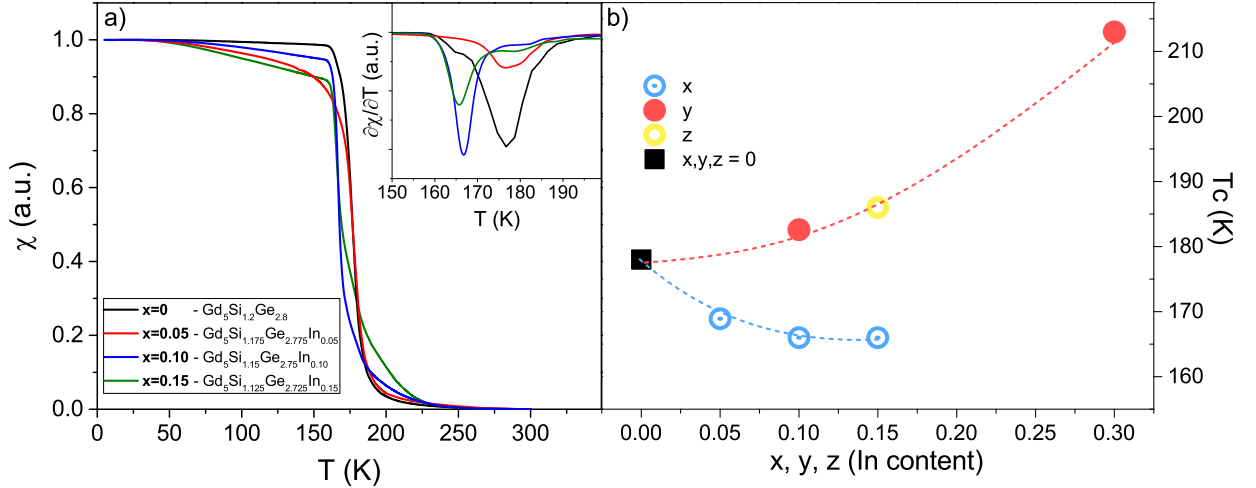 a)
1.0
0.8
0.6
0.4
0.2
0.0
χ (a.u.)
0
50
100
150
200
250
300
T (K)
x=0 - Gd5Si1.2Ge2.8
x=0.05 - Gd5Si1.175Ge2.775In0.05
x=0.10 - Gd5Si1.15Ge2.75In0.10
x=0.15 - Gd5Si1.125Ge2.725In0.15
∂χ/∂T (a.u.)
150 160 170 180 190
T (K)
b)
x
y
z
x,y,z = 0
210
200
190
180
170
160
Tc (K)
0.00 0.05 0.10 0.15 0.20 0.25 0.30
x, y, z (In content)